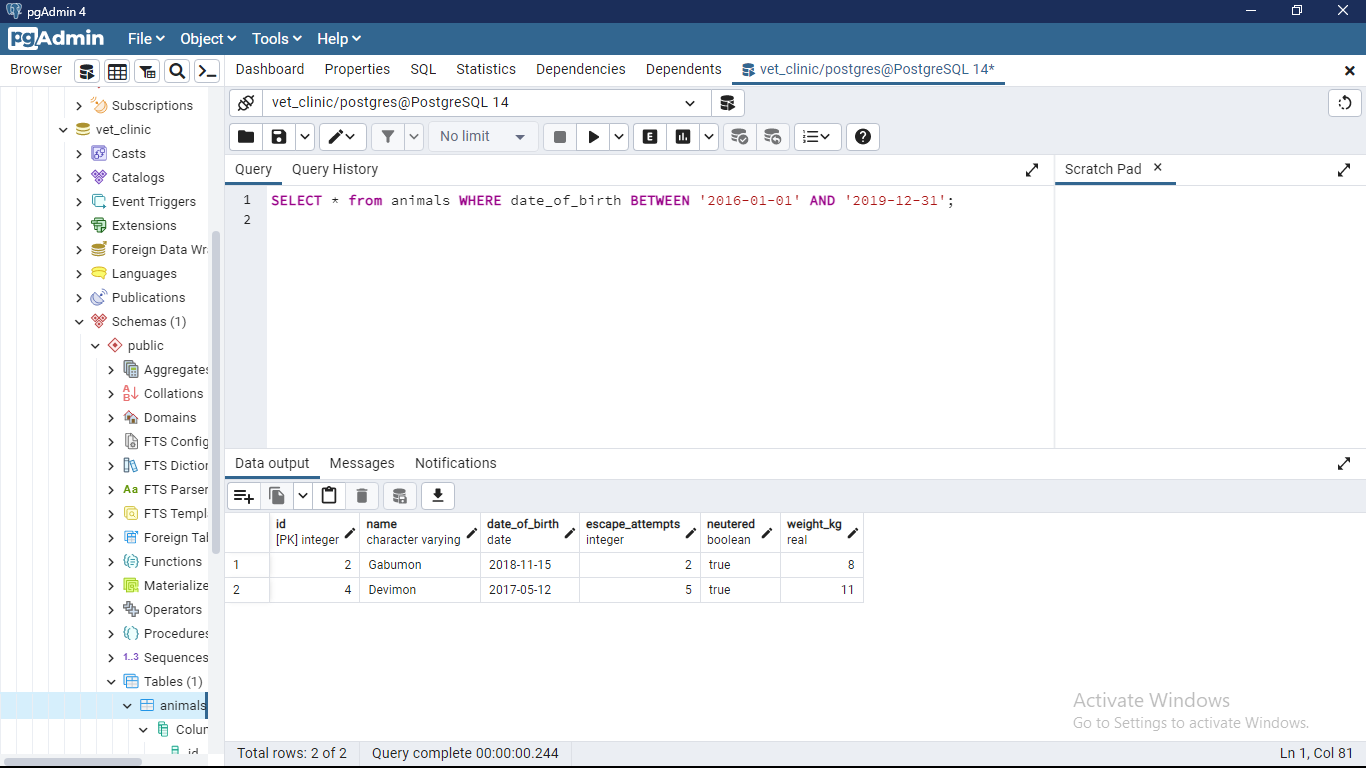 pgAdmin 4
pgAdmin File Object Tools Help
Browser
Dashboard Properties SQL Statistics Dependencies Dependents vet_clinic/postgres@PostgreSQL 14*
Subscriptions
vet_clinic
Casts
Catalogs
Event Triggers
Extensions
Foreign Data Wr
Languages
Publications
Schemas (1)
public
Aggregates
Collations
Domains
FTS Config
FTS Diction
FTS Parser
FTS Templ
Foreign Tal
Functions
Materialize
Operators
Procedures
1..3 Sequences
Tables (1)
animals
Colur
id
vet_clinic/postgres@PostgreSQL 14
No limit
E
Query Query History
Scratch Pad
1 SELECT * from animals WHERE date_of_birth BETWEEN '2016-01-01' AND '2019-12-31';
2
Data output Messages Notifications
id name date_of_birth escape_attempts neutered weight_kg
[PK] integer character varying date integer boolean real
1 2 Gabumon 2018-11-15 2 true 8
2 4 Devimon 2017-05-12 5 true 11
Activate Windows
Go to Settings to activate Windows.
Total rows: 2 of 2 Query complete 00:00:00.244 Ln 1, Col 81